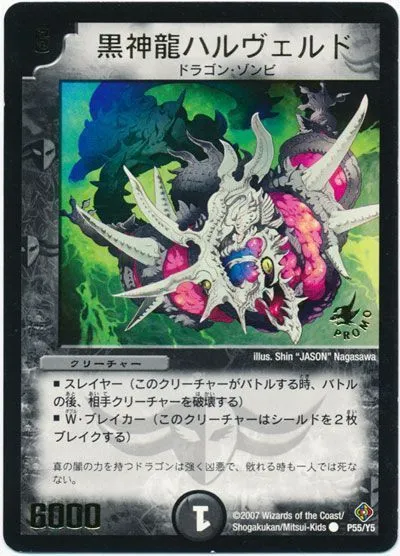 黒神龍ハルヴェルド
ドラゴン・ゾンビ
PROMO
illus. Shin "JASON" Nagasawa
クリーチャー
■スレイヤー（このクリーチャーがバトルする時、バトル
の後、相手クリーチャーを破壊する）
■W・ブレイカー（このクリーチャーはシールドを２枚
ブレイクする）
真の闇の力を持つドラゴンは強く凶悪で、敗れる時も一人では死なぬ。
6000
1
©2007 Wizards of the Coast/
Shogakukan/Mitsui-Kids ● P55/Y5